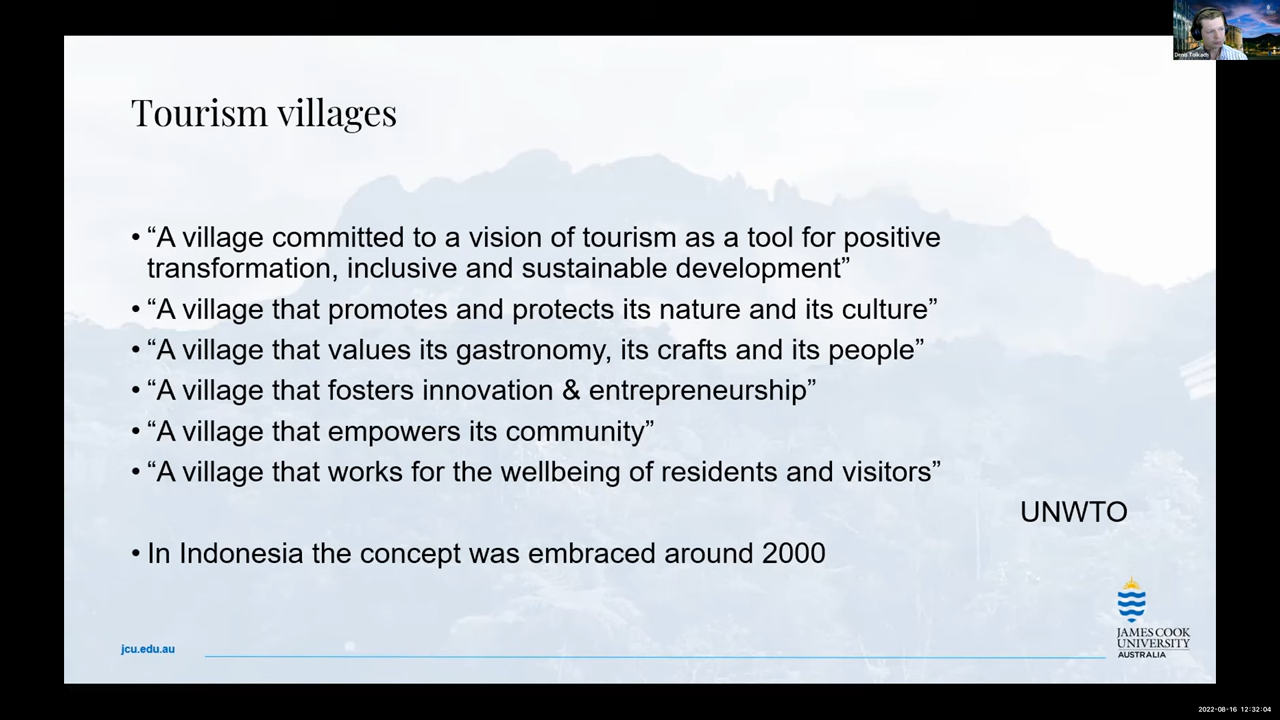 Denis Tolkach
Tourism villages
• “A village committed to a vision of tourism as a tool for positive
transformation, inclusive and sustainable development”
• “A village that promotes and protects its nature and its culture”
• “A village that values its gastronomy, its crafts and its people”
• “A village that fosters innovation & entrepreneurship”
• “A village that empowers its community”
• “A village that works for the wellbeing of residents and visitors”
UNWTO
• In Indonesia the concept was embraced around 2000
jcu.edu.au
JAMES COOK
UNIVERSITY
AUSTRALIA
2022-08-16 12:32:04